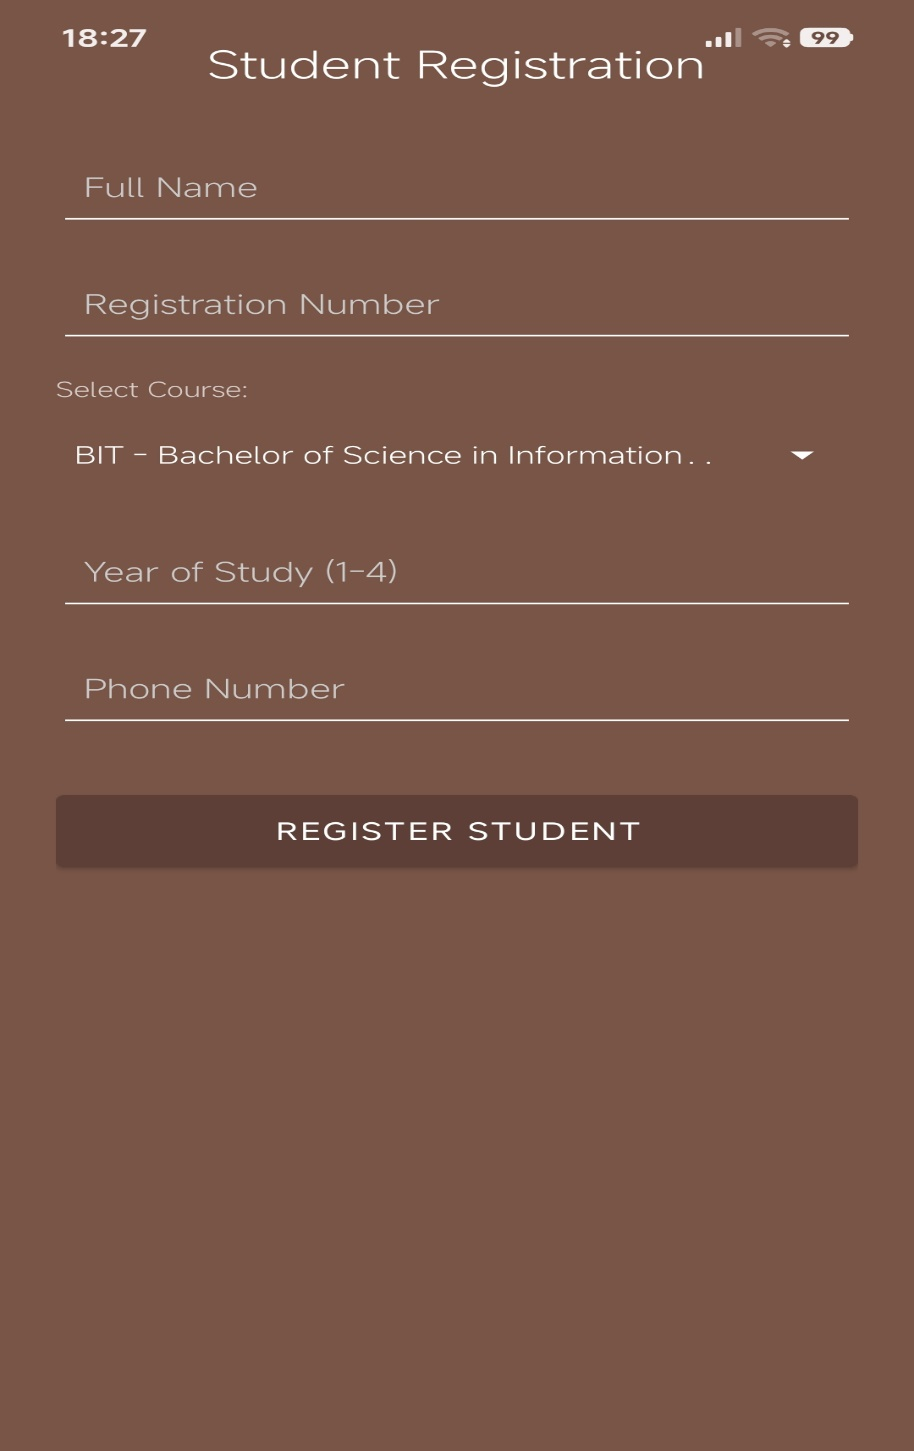 18:27
99
Student Registration
Full Name
Registration Number
Select Course:
BIT - Bachelor of Science in Information. .
Year of Study (1-4)
Phone Number
REGISTER STUDENT